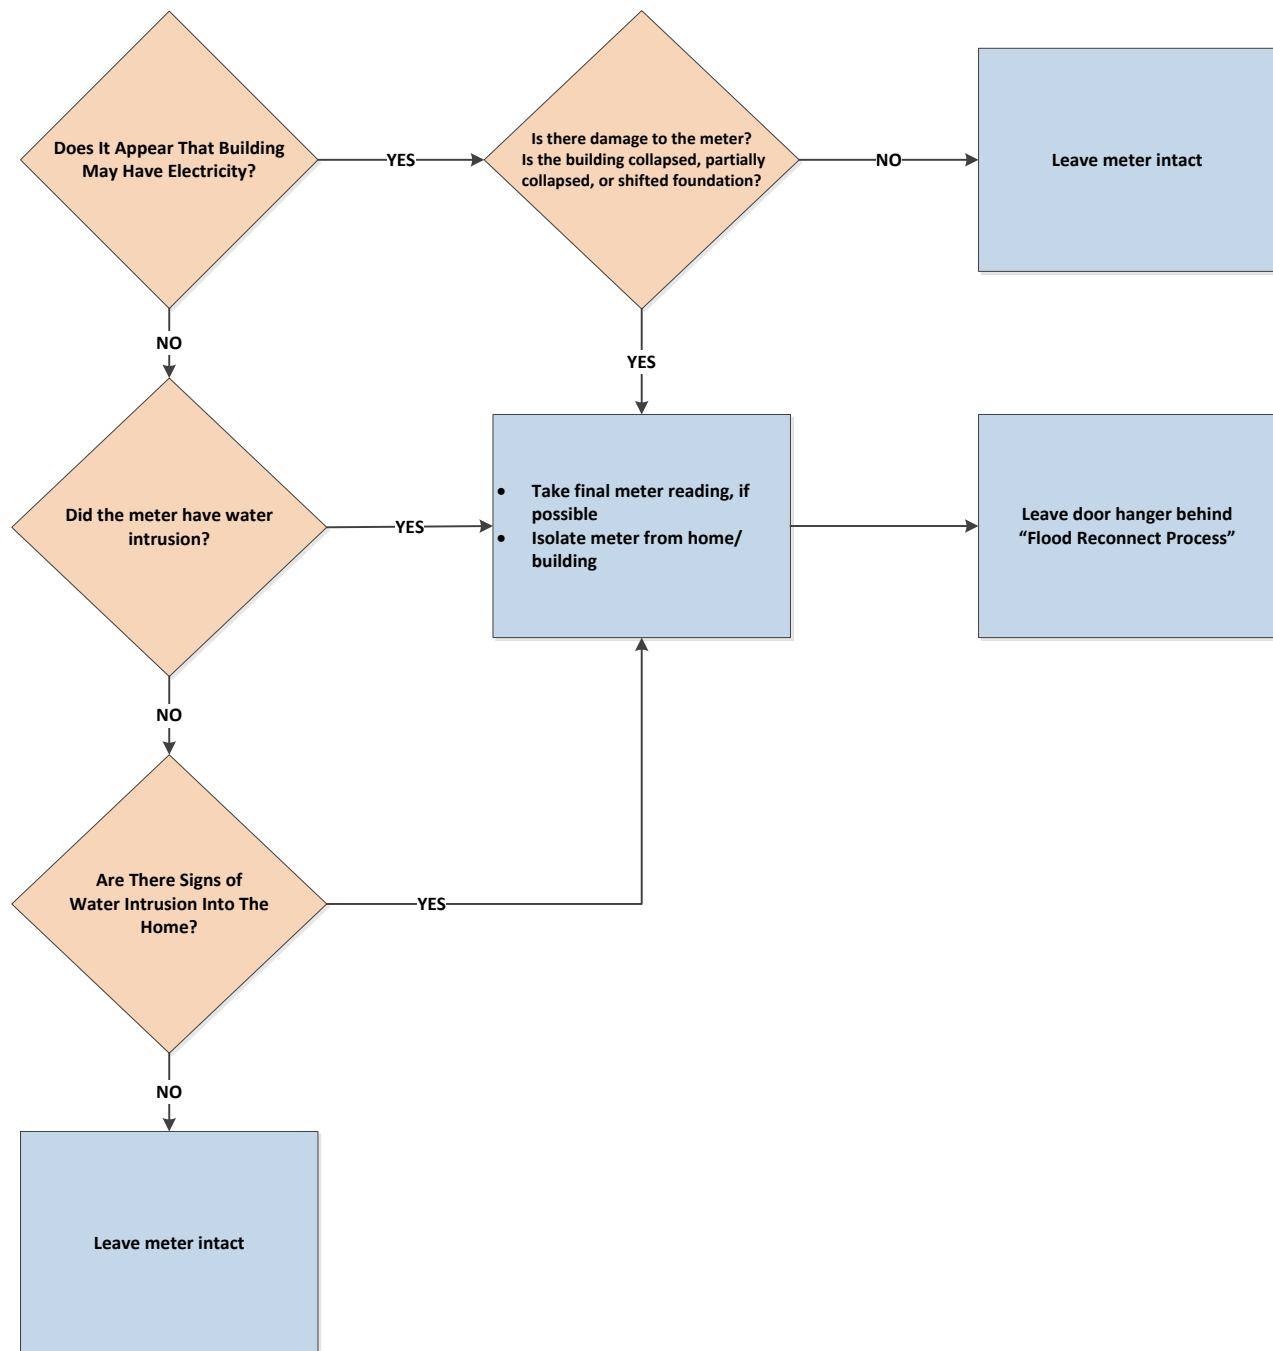 Does It Appear That Building
May Have Electricity?
YES
Is there damage to the meter?
Is the building collapsed, partially
collapsed, or shifted foundation?
NO
Leave meter intact
NO
YES
Did the meter have water
intrusion?
YES
• Take final meter reading, if
possible
• Isolate meter from home/
building
Leave door hanger behind
“Flood Reconnect Process”
NO
Are There Signs of
Water Intrusion Into The
Home?
YES
NO
Leave meter intact